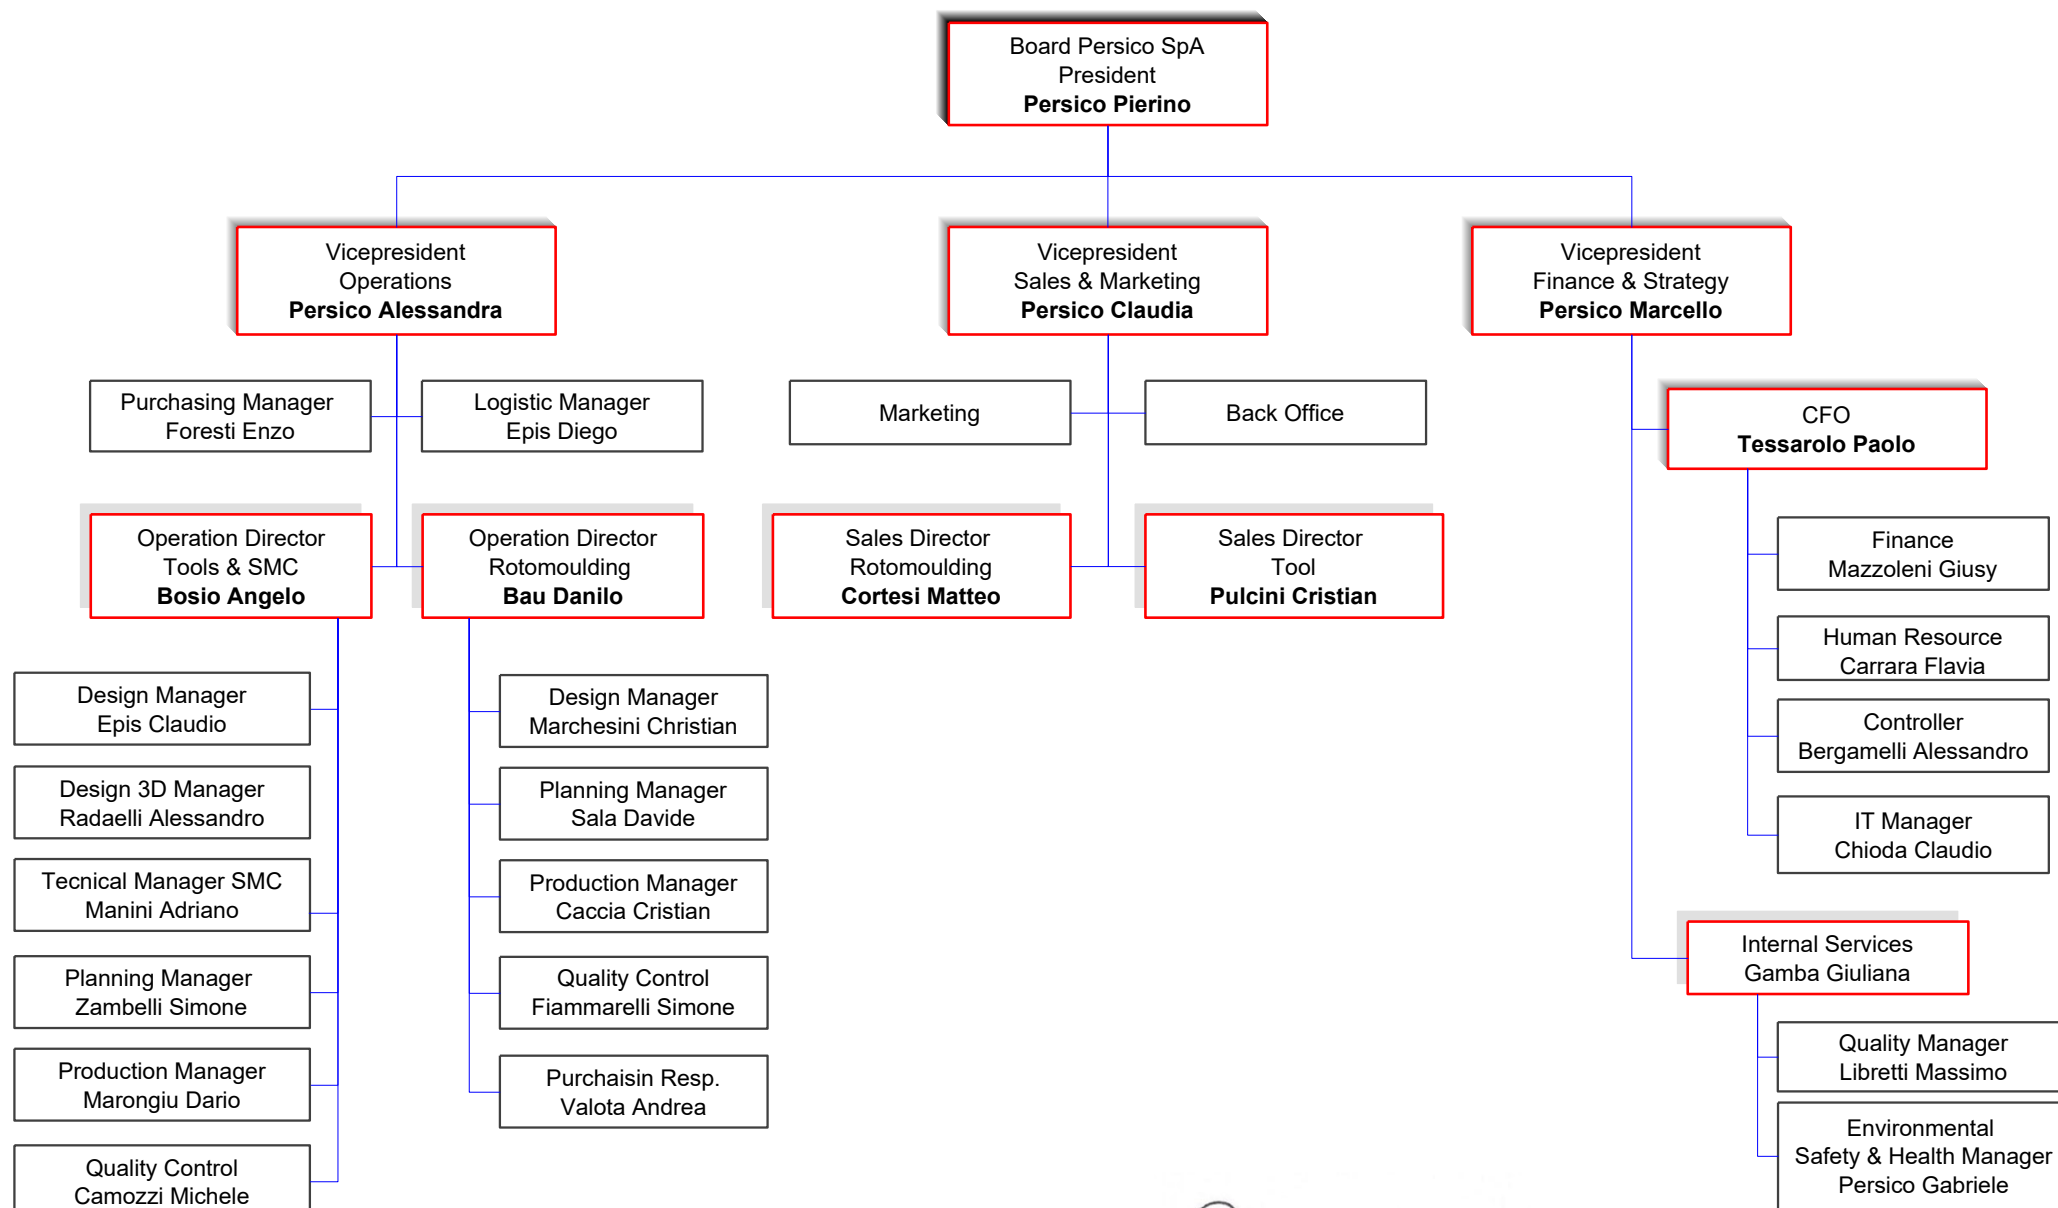 Board Persico SpA
President
Persico Pierino
Vicepresident
Operations
Persico Alessandra
Vicepresident
Sales & Marketing
Persico Claudia
Vicepresident
Finance & Strategy
Persico Marcello
Purchasing Manager
Foresti Enzo
Logistic Manager
Epis Diego
Marketing
Back Office
CFO
Tessarolo Paolo
Operation Director
Tools & SMC
Bosio Angelo
Operation Director
Rotomoulding
Bau Danilo
Sales Director
Rotomoulding
Cortesi Matteo
Sales Director
Tool
Pulcini Cristian
Finance
Mazzoleni Giusy
Human Resource
Carrara Flavia
Controller
Bergamelli Alessandro
IT Manager
Chioda Claudio
Design Manager
Epis Claudio
Design 3D Manager
Radaelli Alessandro
Tecnical Manager SMC
Manini Adriano
Planning Manager
Zambelli Simone
Production Manager
Marongiu Dario
Quality Control
Camozzi Michele
Design Manager
Marchesini Christian
Planning Manager
Sala Davide
Production Manager
Caccia Cristian
Quality Control
Fiammarelli Simone
Purchaisin Resp.
Valota Andrea
Internal Services
Gamba Giuliana
Quality Manager
Libretti Massimo
Environmental
Safety & Health Manager
Persico Gabriele